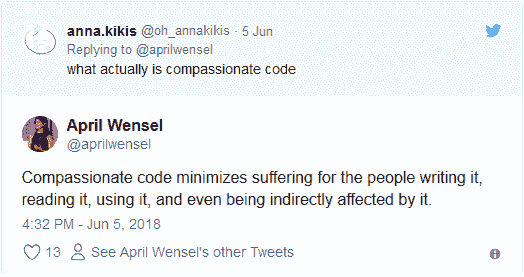 anna.kikis @oh_annakikis · 5 Jun
Replying to @aprilwensel
what actually is compassionate code
April Wensel
@aprilwensel
Compassionate code minimizes suffering for the people writing it,
reading it, using it, and even being indirectly affected by it.
4:32 PM - Jun 5, 2018
13 See April Wensel's other Tweets